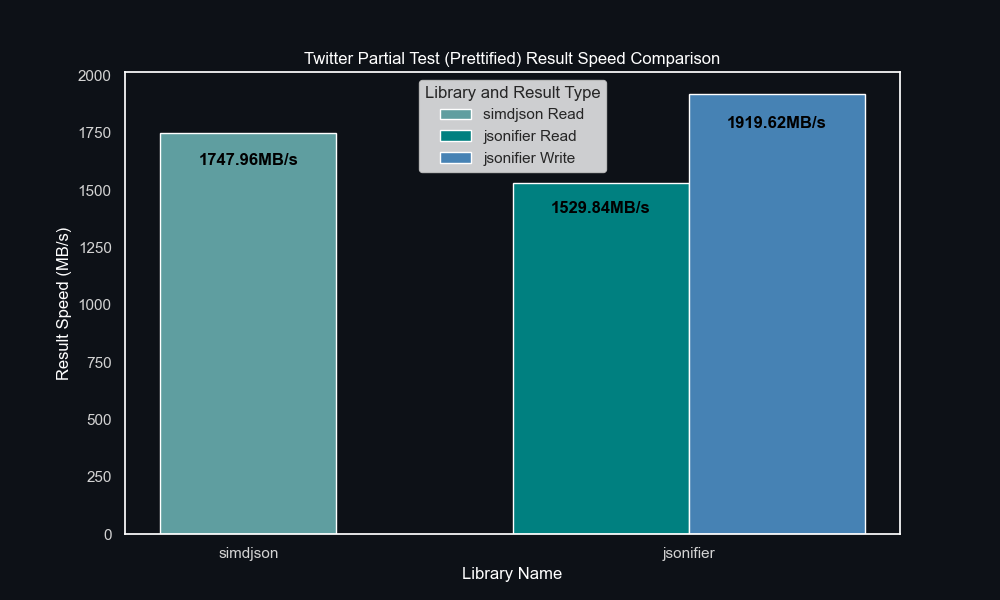 Twitter Partial Test (Prettified) Result Speed Comparison
2000
1750
1500
1250
1000
750
500
250
0
Result Speed (MB/s)
Library and Result Type
simdjson Read
jsonifier Read
jsonifier Write
1747.96MB/s
1529.84MB/s
1919.62MB/s
simdjson
jsonifier
Library Name